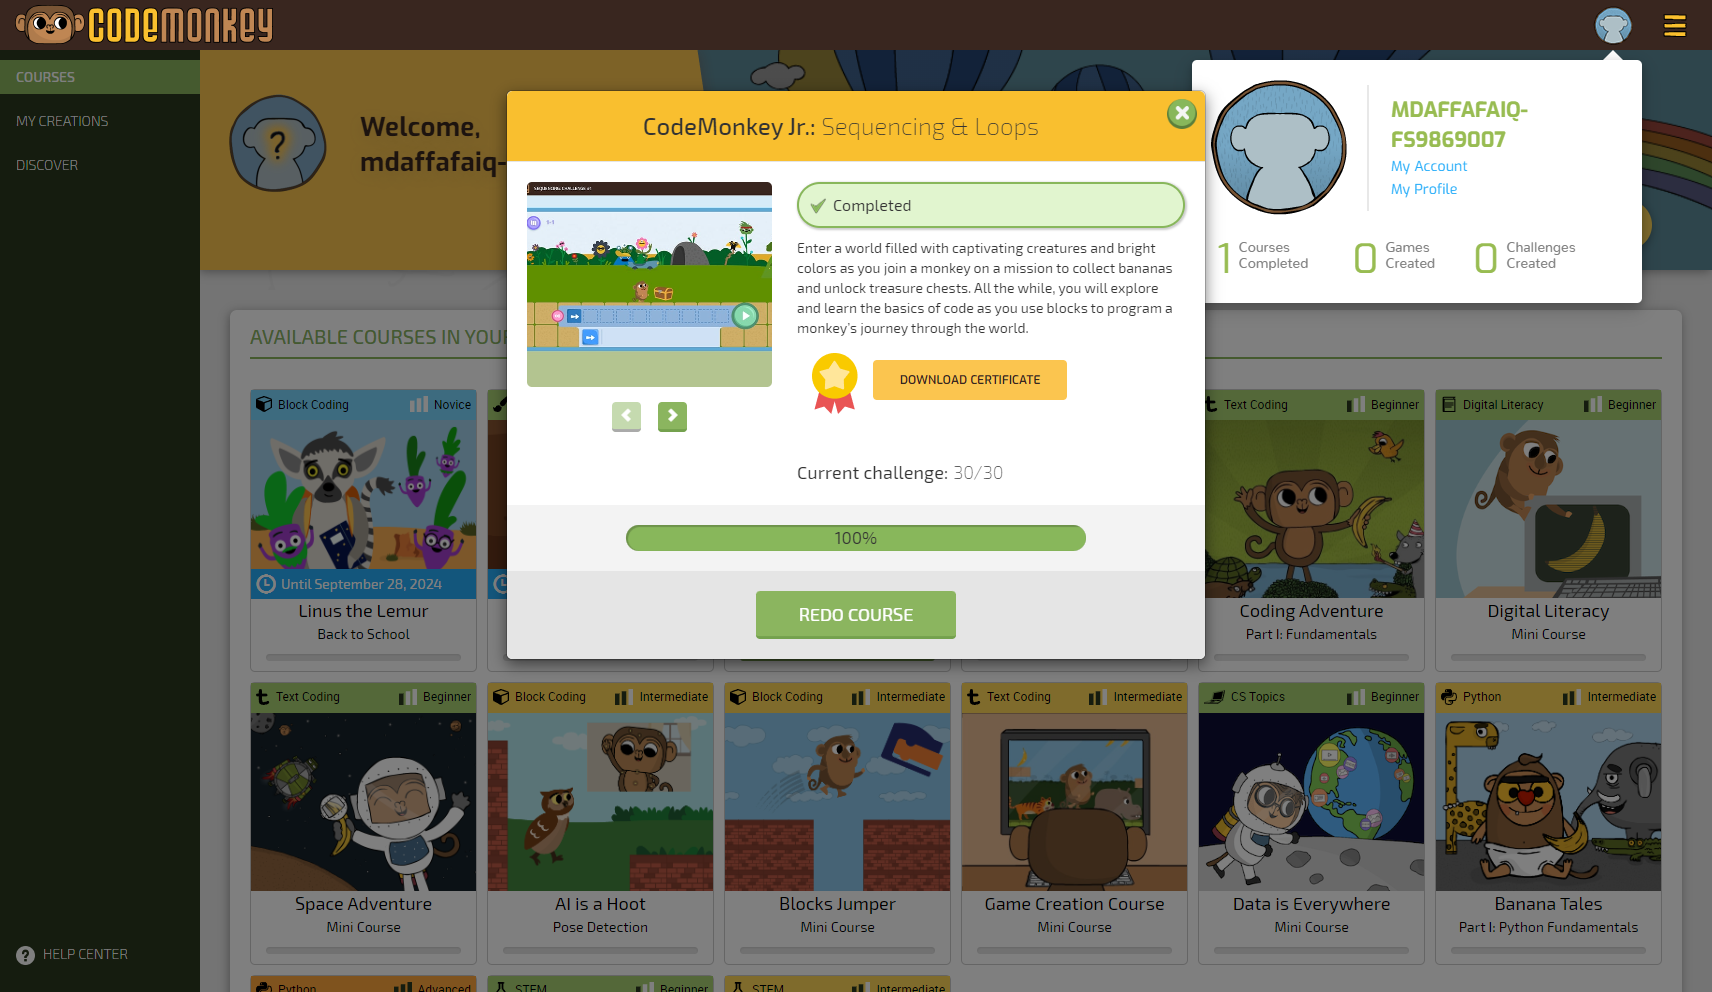 CODEMONKEY
COURSES
MY CREATIONS
DISCOVER
HELP CENTER
Welcome,
mdaffafaiq-
MDAFFAFAIQ-
FS9869007
My Account
My Profile
1 Courses Completed
0 Games Created
0 Challenges Created
CodeMonkey Jr.: Sequencing & Loops
SEQUENCING CHALLENGE #1
1-1
Completed
Enter a world filled with captivating creatures and bright
colors as you join a monkey on a mission to collect bananas
and unlock treasure chests. All the while, you will explore
and learn the basics of code as you use blocks to program a
monkey's journey through the world.
DOWNLOAD CERTIFICATE
Current challenge: 30/30
100%
REDO COURSE
AVAILABLE COURSES IN YOU
Block Coding Novice
Until September 28, 2024
Linus the Lemur
Back to School
Text Coding Beginner
Coding Adventure
Part I: Fundamentals
Digital Literacy Beginner
Digital Literacy
Mini Course
Text Coding Beginner
Space Adventure
Mini Course
Block Coding Intermediate
AI is a Hoot
Pose Detection
Block Coding Intermediate
Blocks Jumper
Mini Course
Text Coding Intermediate
Game Creation Course
Mini Course
CS Topics Beginner
Data is Everywhere
Mini Course
Python Intermediate
Banana Tales
Part I: Python Fundamentals
Python Advanced
STEM Beginner
STEM Intermediate